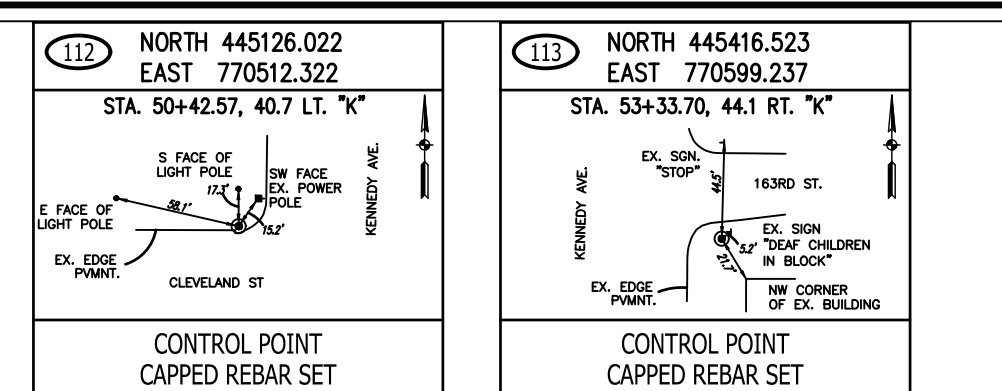 112
NORTH 445126.022
EAST 770512.322
STA. 50+42.57, 40.7 LT. "K"
S FACE OF
LIGHT POLE
17.3'
SW FACE
EX. POWER
POLE
KENNEDY AVE.
58.1'
E FACE OF
LIGHT POLE
15.2'
EX. EDGE
PVMNT.
CLEVELAND ST
CONTROL POINT
CAPPED REBAR SET
113
NORTH 445416.523
EAST 770599.237
STA. 53+33.70, 44.1 RT. "K"
EX. SGN.
"STOP"
44.5'
163RD ST.
KENNEDY AVE.
5.2'
EX. SIGN
"DEAF CHILDREN
IN BLOCK"
21.7'
EX. EDGE
PVMNT.
NW CORNER
OF EX. BUILDING
CONTROL POINT
CAPPED REBAR SET